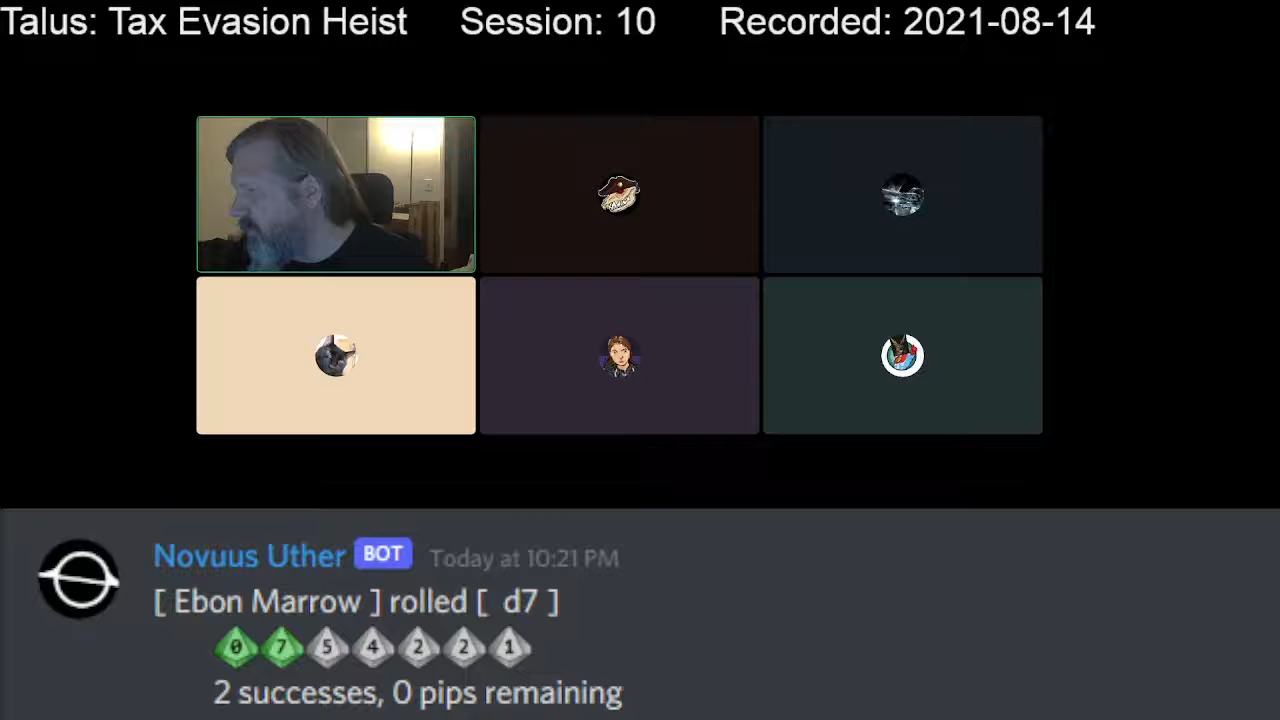 Talus: Tax Evasion Heist Session: 10 Recorded: 2021-08-14
Novuus Uther BOT Today at 10:21 PM
[ Ebon Marrow ] rolled [ d7 ]
0 7 5 4 2 2 1
2 successes, 0 pips remaining